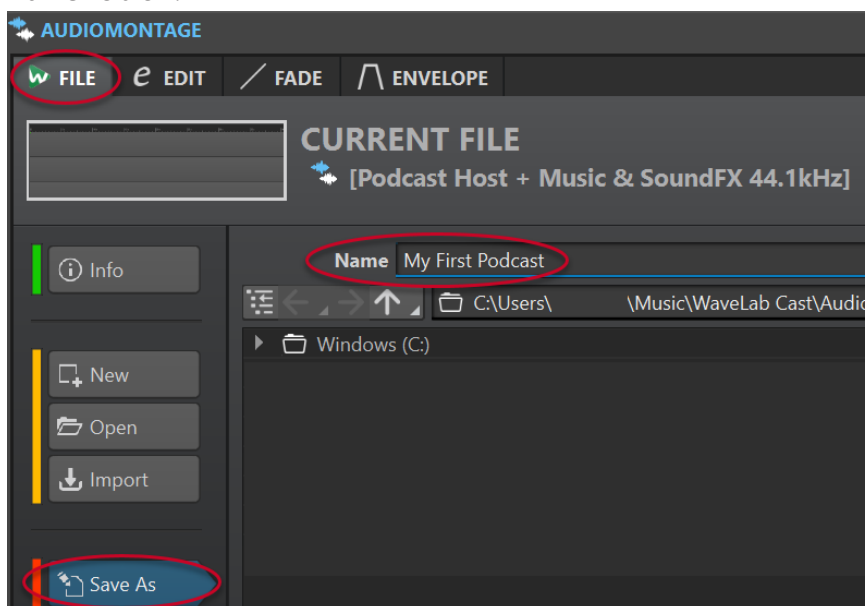 AUDIOMONTAGE
FILE EDIT FADE ENVELOPE
CURRENT FILE
[Podcast Host + Music & SoundFX 44.1kHz]
Info
Name My First Podcast
C:\Users\ \Music\WaveLab Cast\Audio
Windows (C:)
New
Open
Import
Save As